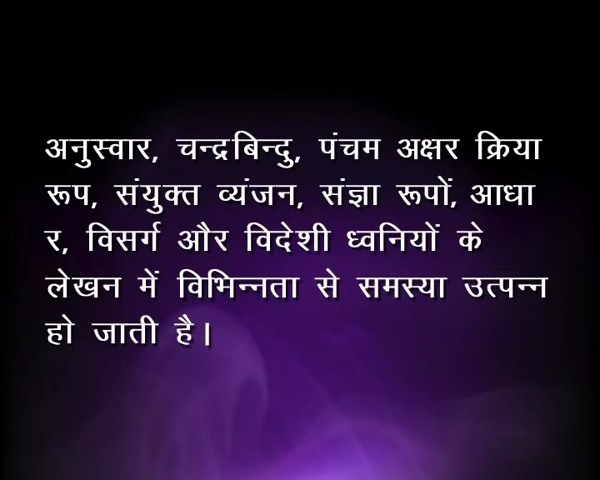 अनुस्वार, चन्द्रबिन्दु, पंचम अक्षर क्रिया
रूप, संयुक्त व्यंजन, संज्ञा रूपों, आधा
र, विसर्ग और विदेशी ध्वनियों के
लेखन में विभिन्नता से समस्या उत्पन्न
हो जाती है।